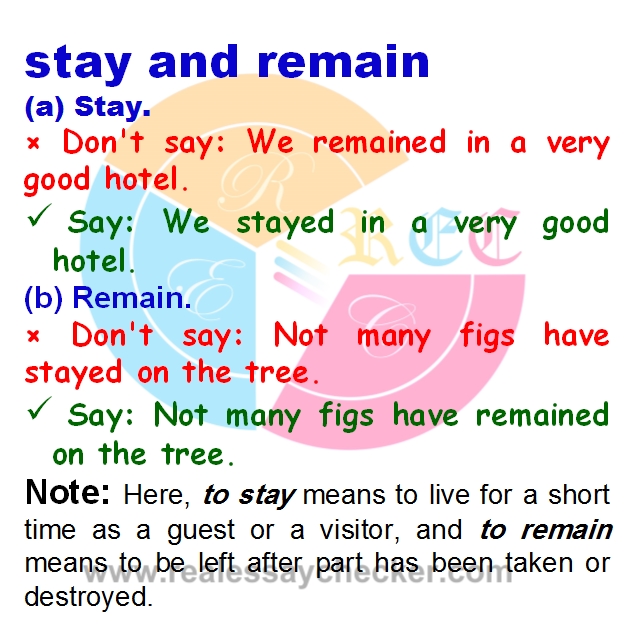 stay and remain
(a) Stay.
× Don't say: We remained in a very
good hotel.
✓ Say: We stayed in a very good
hotel.
(b) Remain.
× Don't say: Not many figs have
stayed on the tree.
✓ Say: Not many figs have remained
on the tree.
Note: Here, to stay means to live for a short
time as a guest or a visitor, and to remain
means to be left after part has been taken or
destroyed.
www.realessaychecker.com
R
E
C
REC